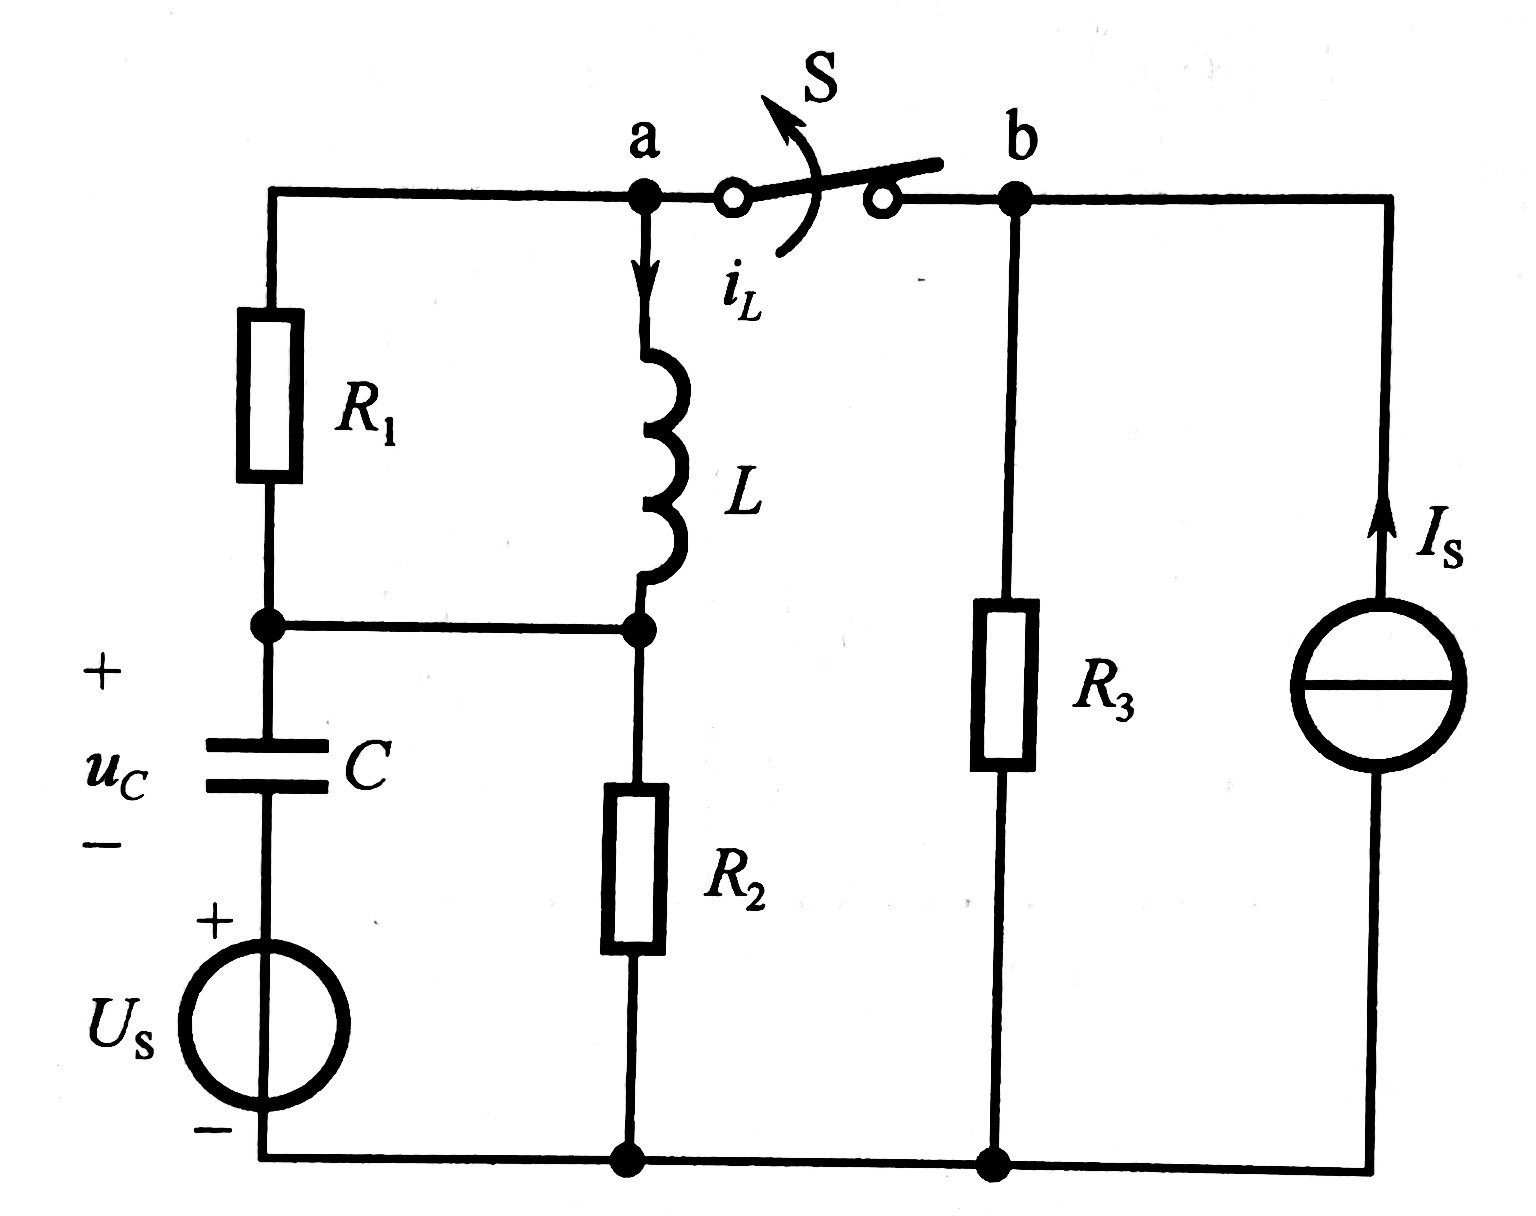 S
a
b
i_L
R_1
L
I_S
+
u_C
−
C
R_3
R_2
+
U_S
−